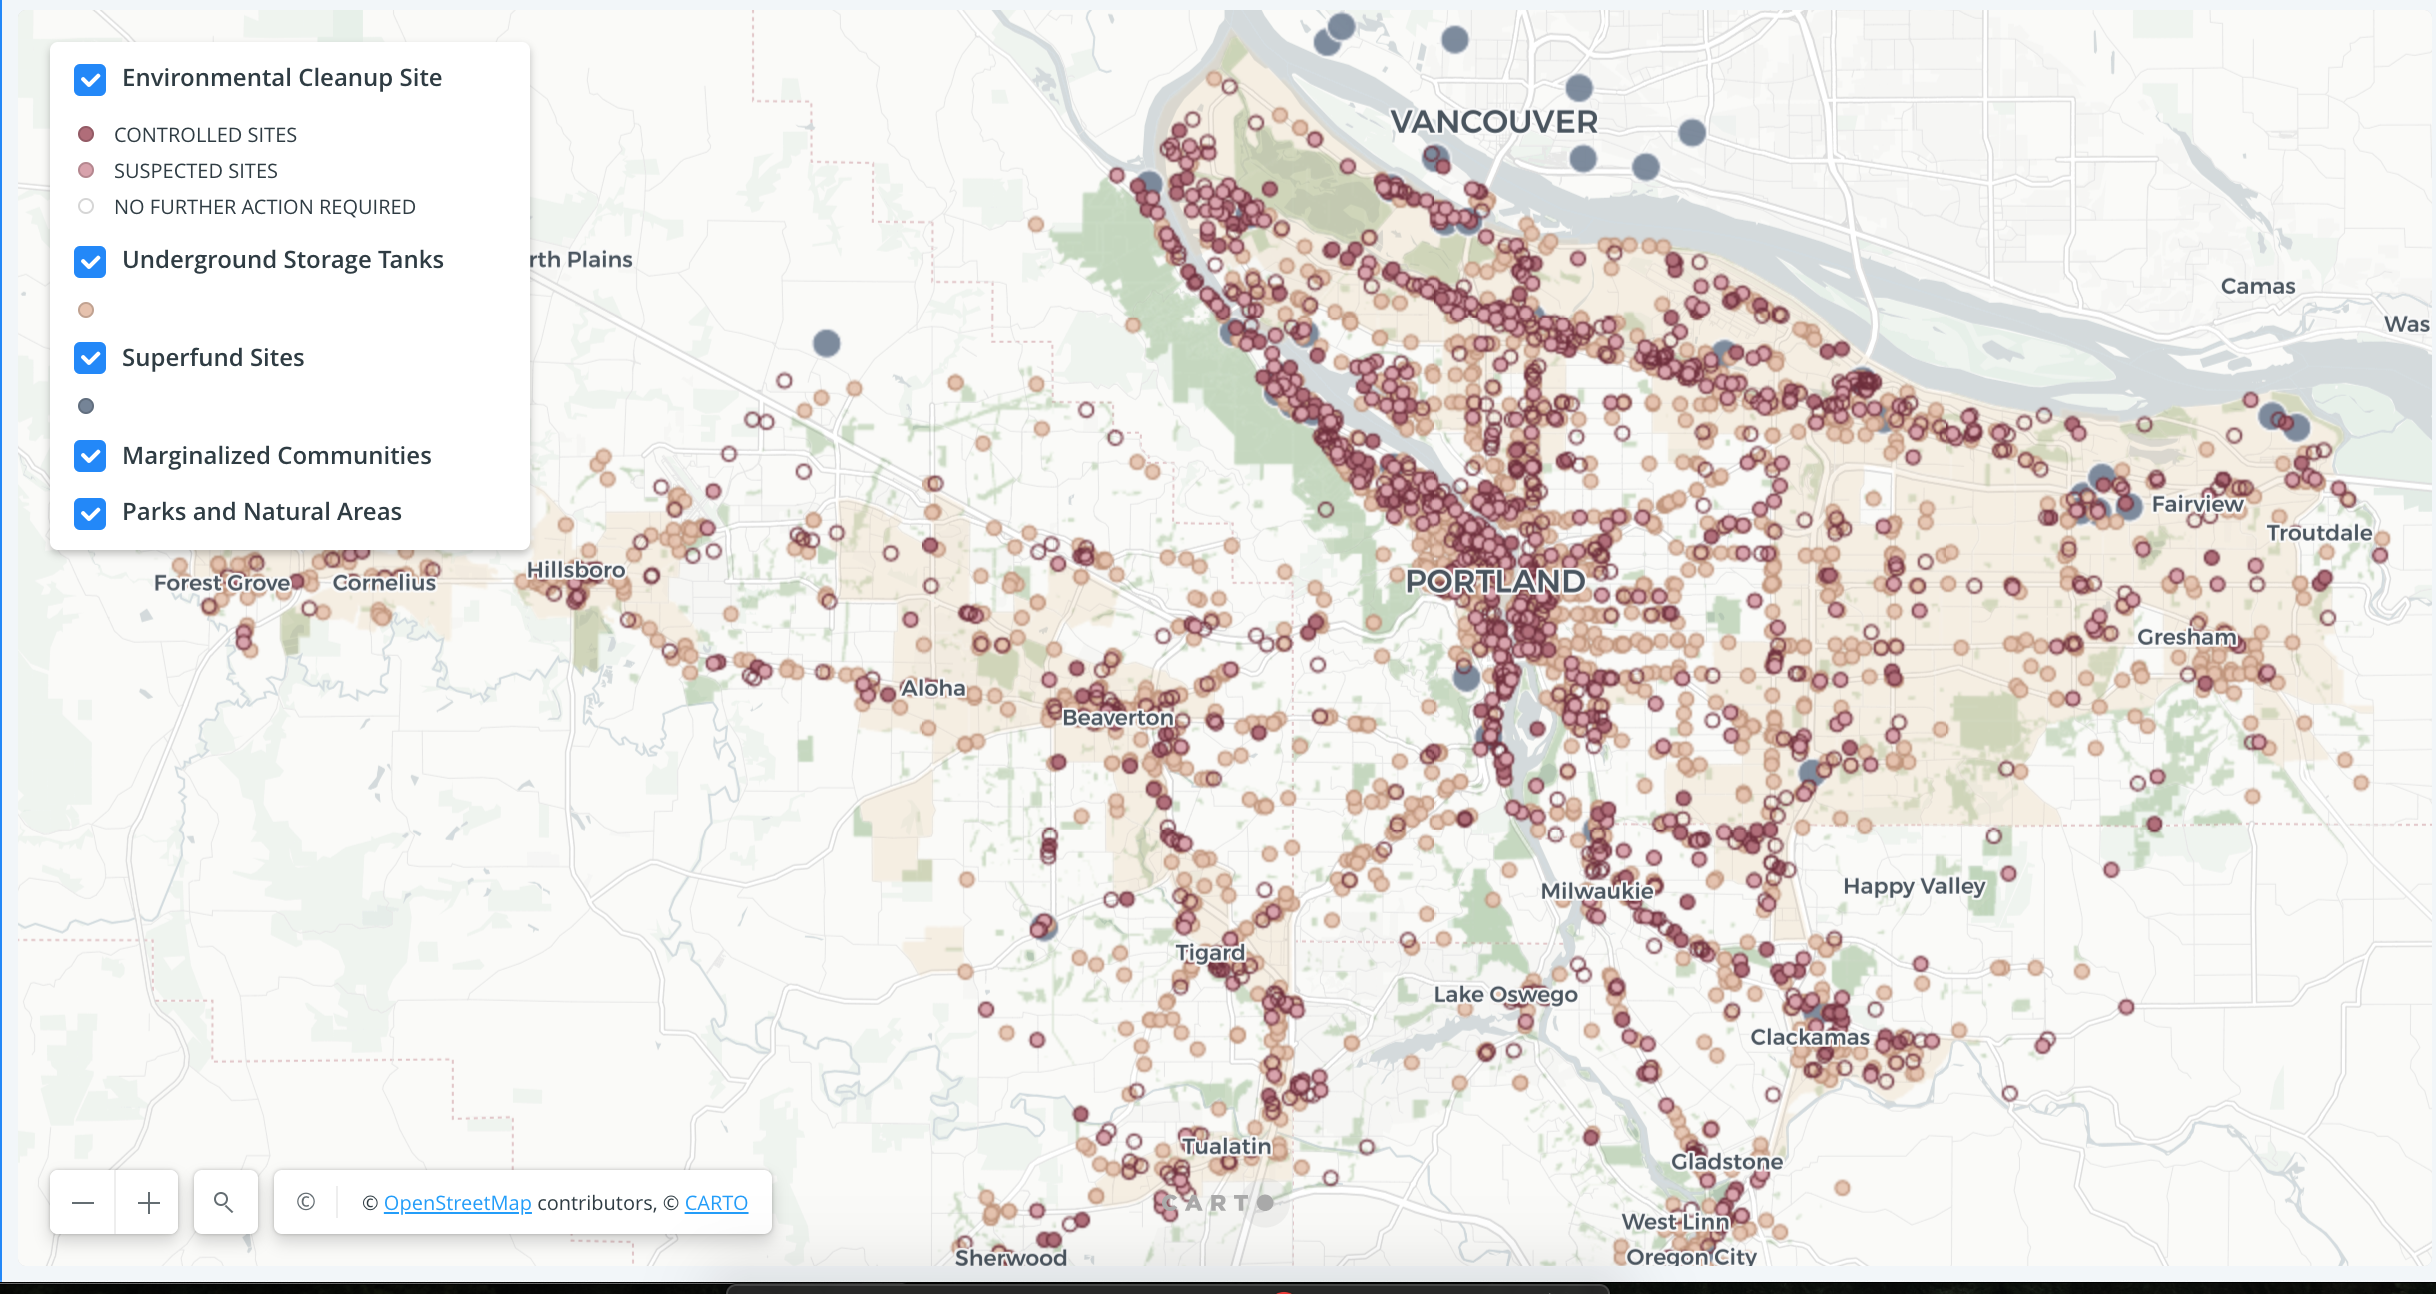 Environmental Cleanup Site
CONTROLLED SITES
SUSPECTED SITES
NO FURTHER ACTION REQUIRED
Underground Storage Tanks
Superfund Sites
Marginalized Communities
Parks and Natural Areas
VANCOUVER
rth Plains
Camas
Was
Fairview
Troutdale
Forest Grove
Cornelius
Hillsboro
PORTLAND
Gresham
Aloha
Beaverton
Milwaukie
Happy Valley
Tigard
Lake Oswego
Clackamas
Tualatin
Gladstone
© © OpenStreetMap contributors, © CARTO
CARTO
West Linn
Sherwood
Oregon City